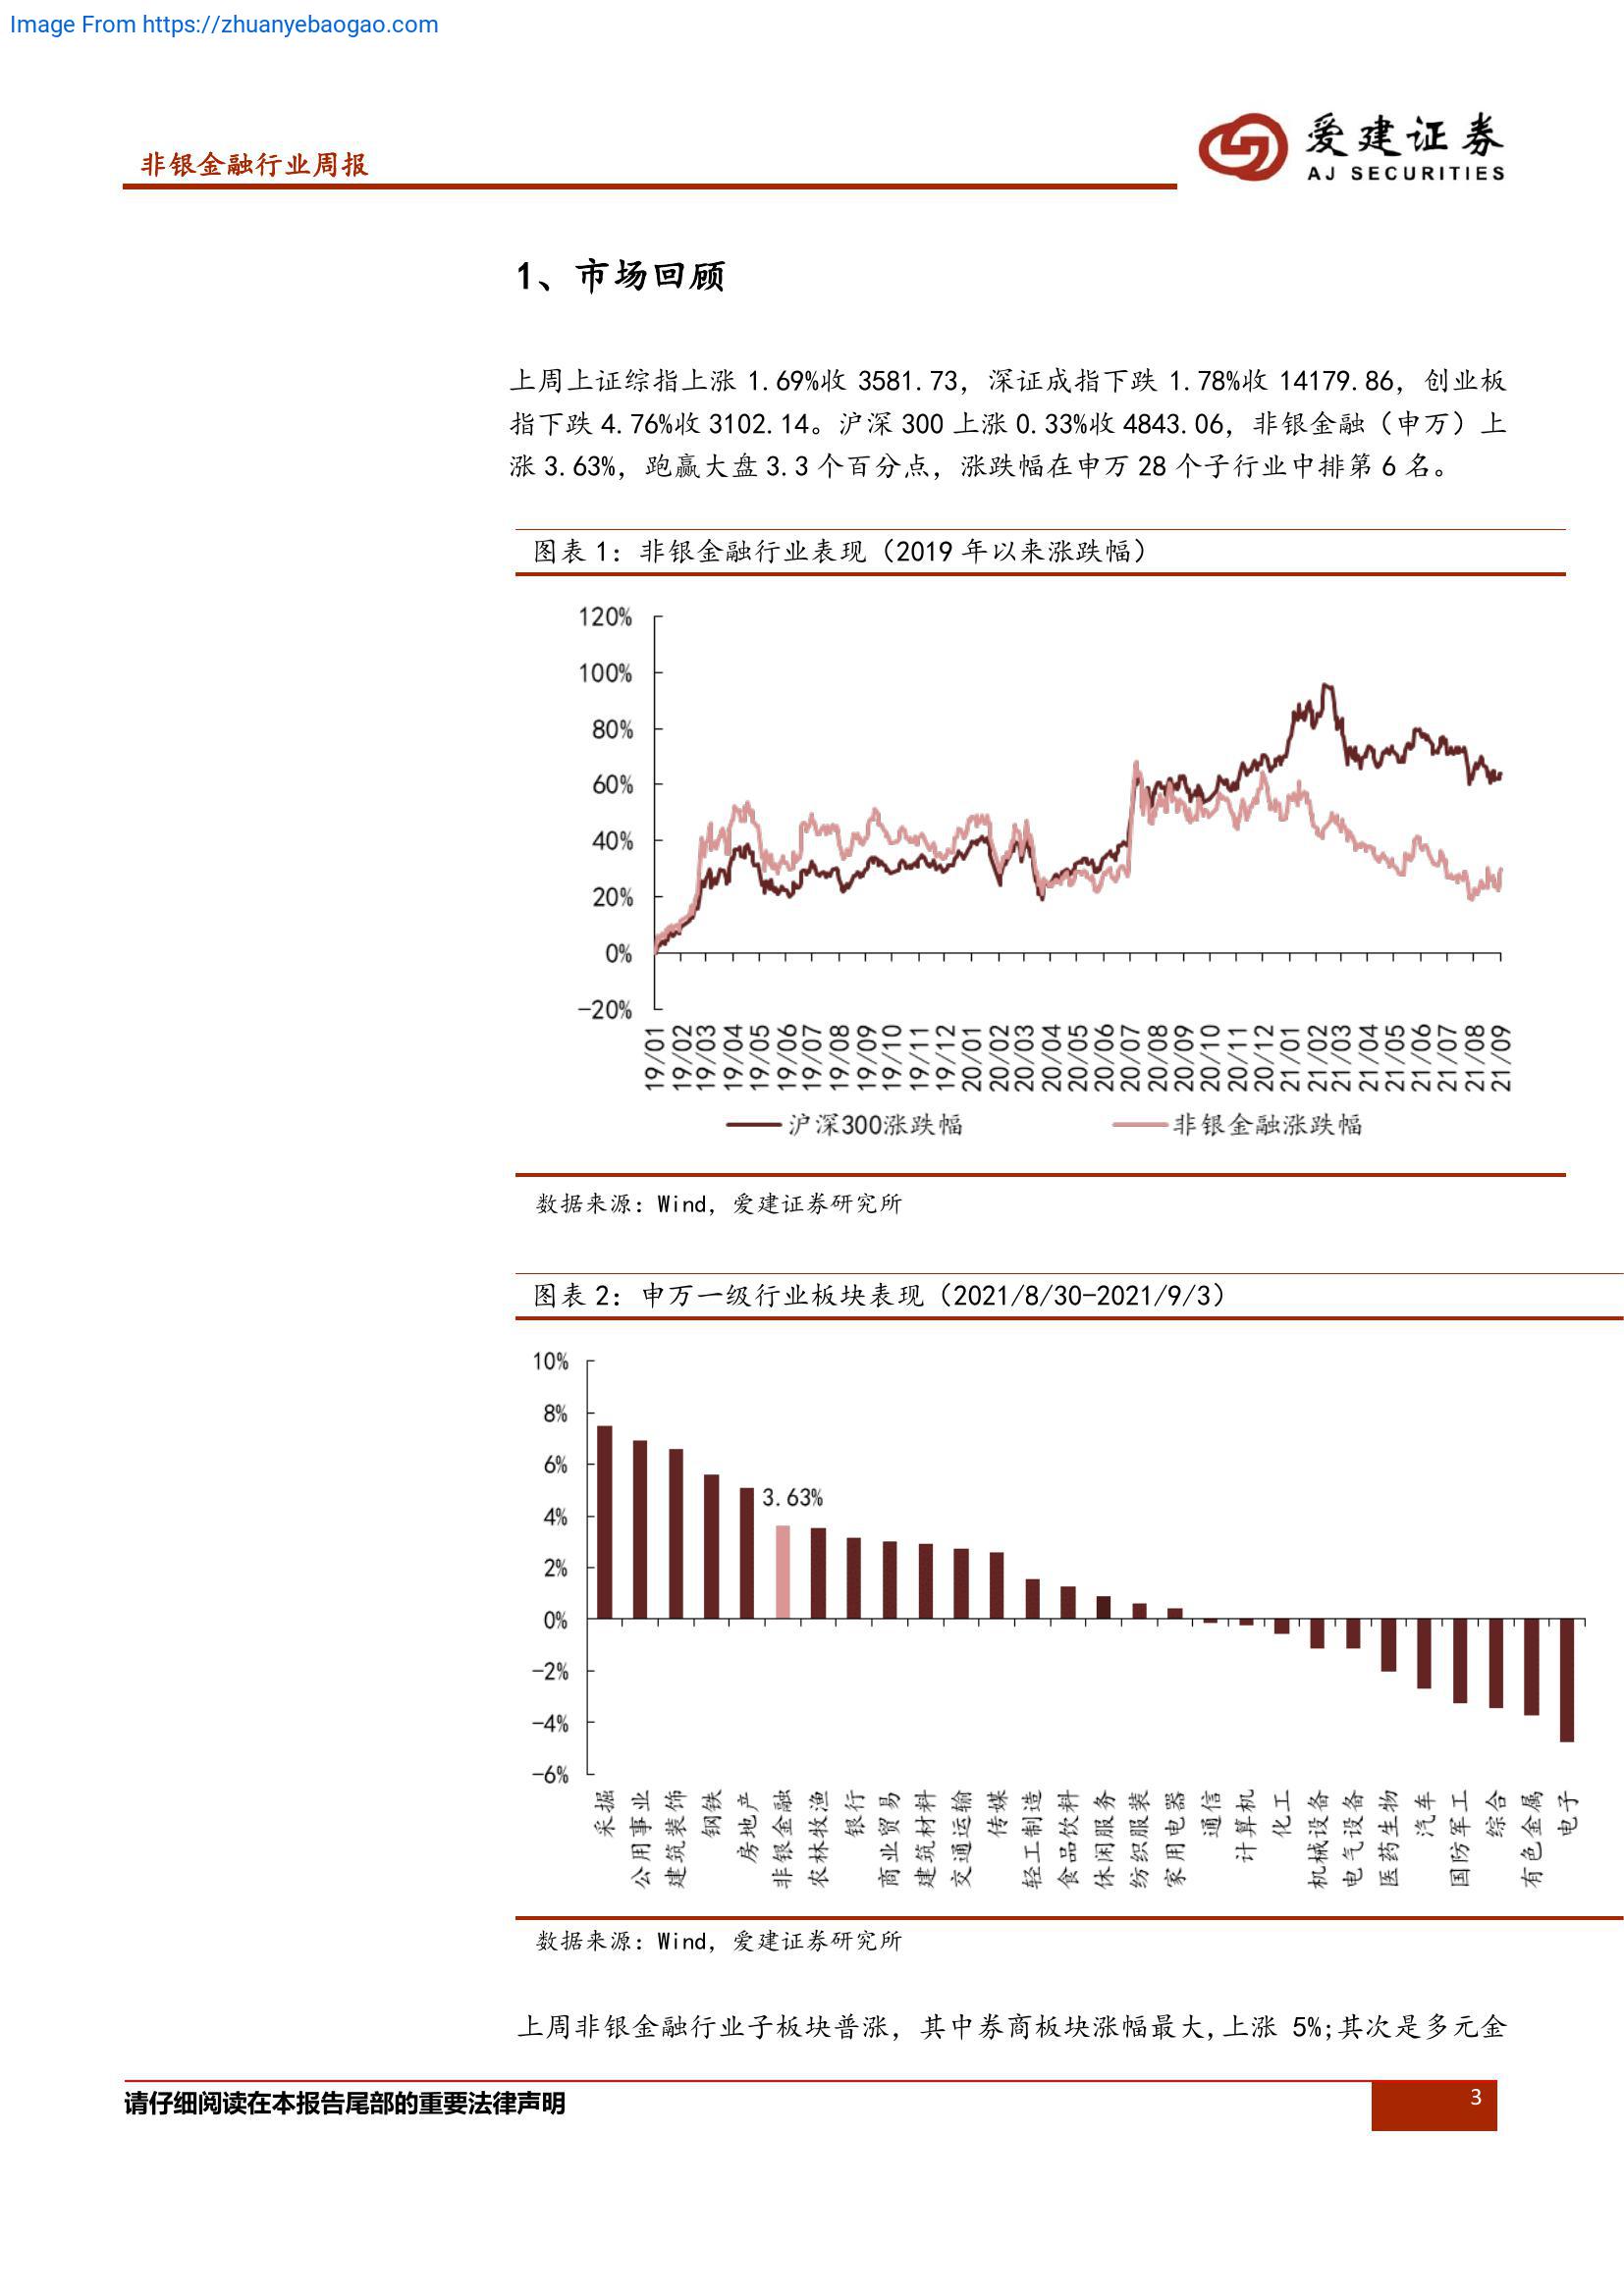 Image From https://zhuanyebaogao.com
非银金融行业周报
爱建证券
AJ SECURITIES
1、市场回顾
上周上证综指上涨 1.69%收 3581.73，深证成指下跌 1.78%收 14179.86，创业板
指下跌 4.76%收 3102.14。沪深 300 上涨 0.33%收 4843.06，非银金融（申万）上
涨 3.63%，跑赢大盘 3.3 个百分点，涨跌幅在申万 28 个子行业中排第 6 名。
图表 1：非银金融行业表现（2019 年以来涨跌幅）
120%
100%
80%
60%
40%
20%
0%
-20%
19/01
19/02
19/03
19/04
19/05
19/06
19/07
19/08
19/09
19/10
19/11
19/12
20/01
20/02
20/03
20/04
20/05
20/06
20/07
20/08
20/09
20/10
20/11
20/12
21/01
21/02
21/03
21/04
21/05
21/06
21/07
21/08
21/09
沪深300涨跌幅
非银金融涨跌幅
数据来源：Wind，爱建证券研究所
图表 2：申万一级行业板块表现（2021/8/30-2021/9/3）
10%
8%
6%
4%
2%
0%
-2%
-4%
-6%
3.63%
采掘
公用事业
建筑装饰
钢铁
房地产
非银金融
农林牧渔
银行
商业贸易
建筑材料
交通运输
传媒
轻工制造
食品饮料
休闲服务
纺织服装
家用电器
通信
计算机
化工
机械设备
电气设备
医药生物
汽车
国防军工
综合
有色金属
电子
数据来源：Wind，爱建证券研究所
上周非银金融行业子板块普涨，其中券商板块涨幅最大,上涨 5%;其次是多元金
请仔细阅读在本报告尾部的重要法律声明
3